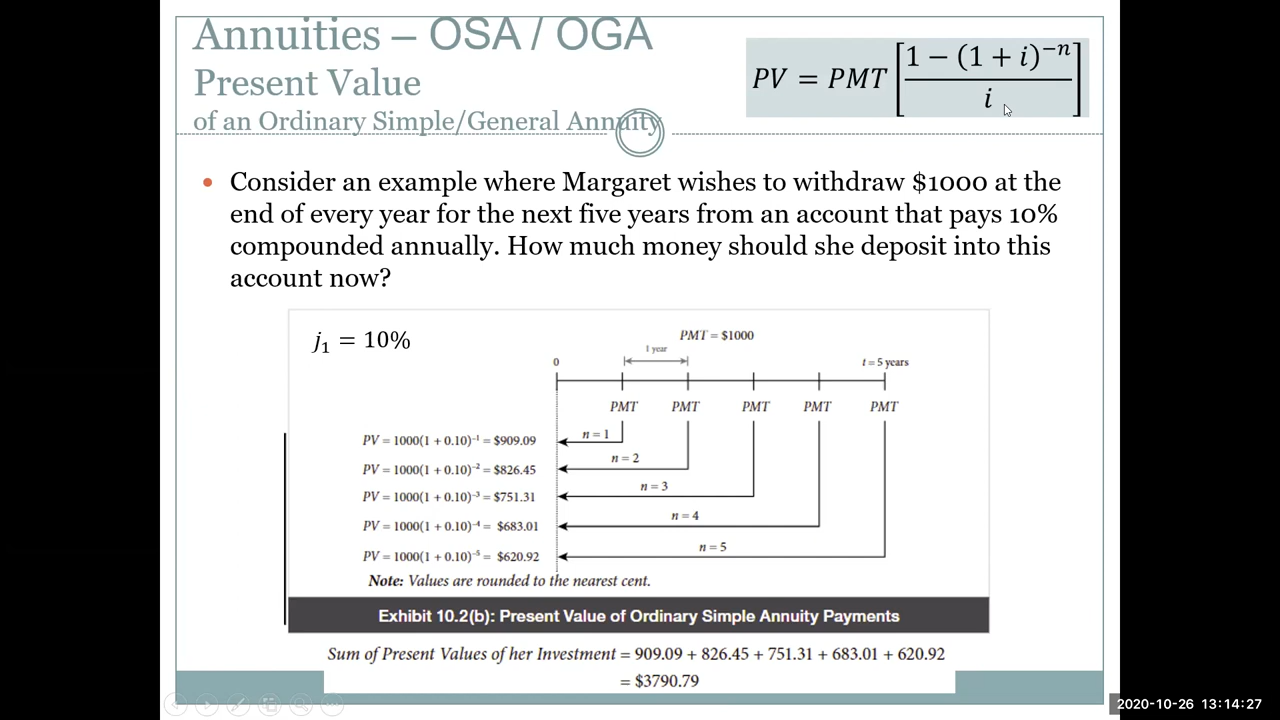 Annuities – OSA / OGA
Present Value
of an Ordinary Simple/General Annuity
PV = PMT [1 − (1 + i)⁻ⁿ / i]
• Consider an example where Margaret wishes to withdraw $1000 at the
end of every year for the next five years from an account that pays 10%
compounded annually. How much money should she deposit into this
account now?
j₁ = 10%
PMT = $1000
1 year
0
t = 5 years
PMT PMT PMT PMT PMT
PV = 1000(1 + 0.10)⁻¹ = $909.09
n = 1
n = 2
PV = 1000(1 + 0.10)⁻² = $826.45
n = 3
PV = 1000(1 + 0.10)⁻³ = $751.31
n = 4
PV = 1000(1 + 0.10)⁻⁴ = $683.01
n = 5
PV = 1000(1 + 0.10)⁻⁵ = $620.92
Note: Values are rounded to the nearest cent.
Exhibit 10.2(b): Present Value of Ordinary Simple Annuity Payments
Sum of Present Values of her Investment = 909.09 + 826.45 + 751.31 + 683.01 + 620.92
= $3790.79
2020-10-26 13:14:27